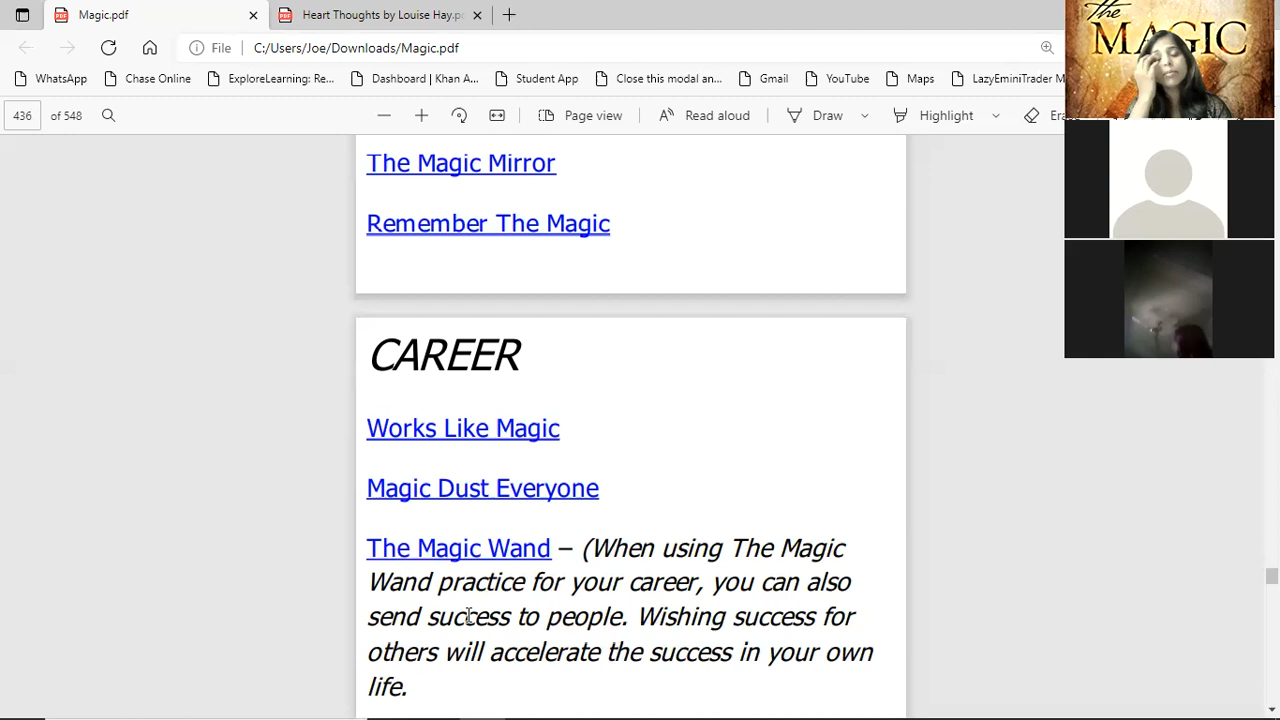 Magic.pdf
Heart Thoughts by Louise Hay.p
The
MAGIC
File
C:/Users/Joe/Downloads/Magic.pdf
WhatsApp
Chase Online
ExploreLearning: Re...
Dashboard | Khan A...
Student App
Close this modal an...
Gmail
YouTube
Maps
LazyEminiTrader M
436 of 548
Page view
Read aloud
Draw
Highlight
Era
The Magic Mirror
Remember The Magic
CAREER
Works Like Magic
Magic Dust Everyone
The Magic Wand – (When using The Magic
Wand practice for your career, you can also
send success to people. Wishing success for
others will accelerate the success in your own
life.